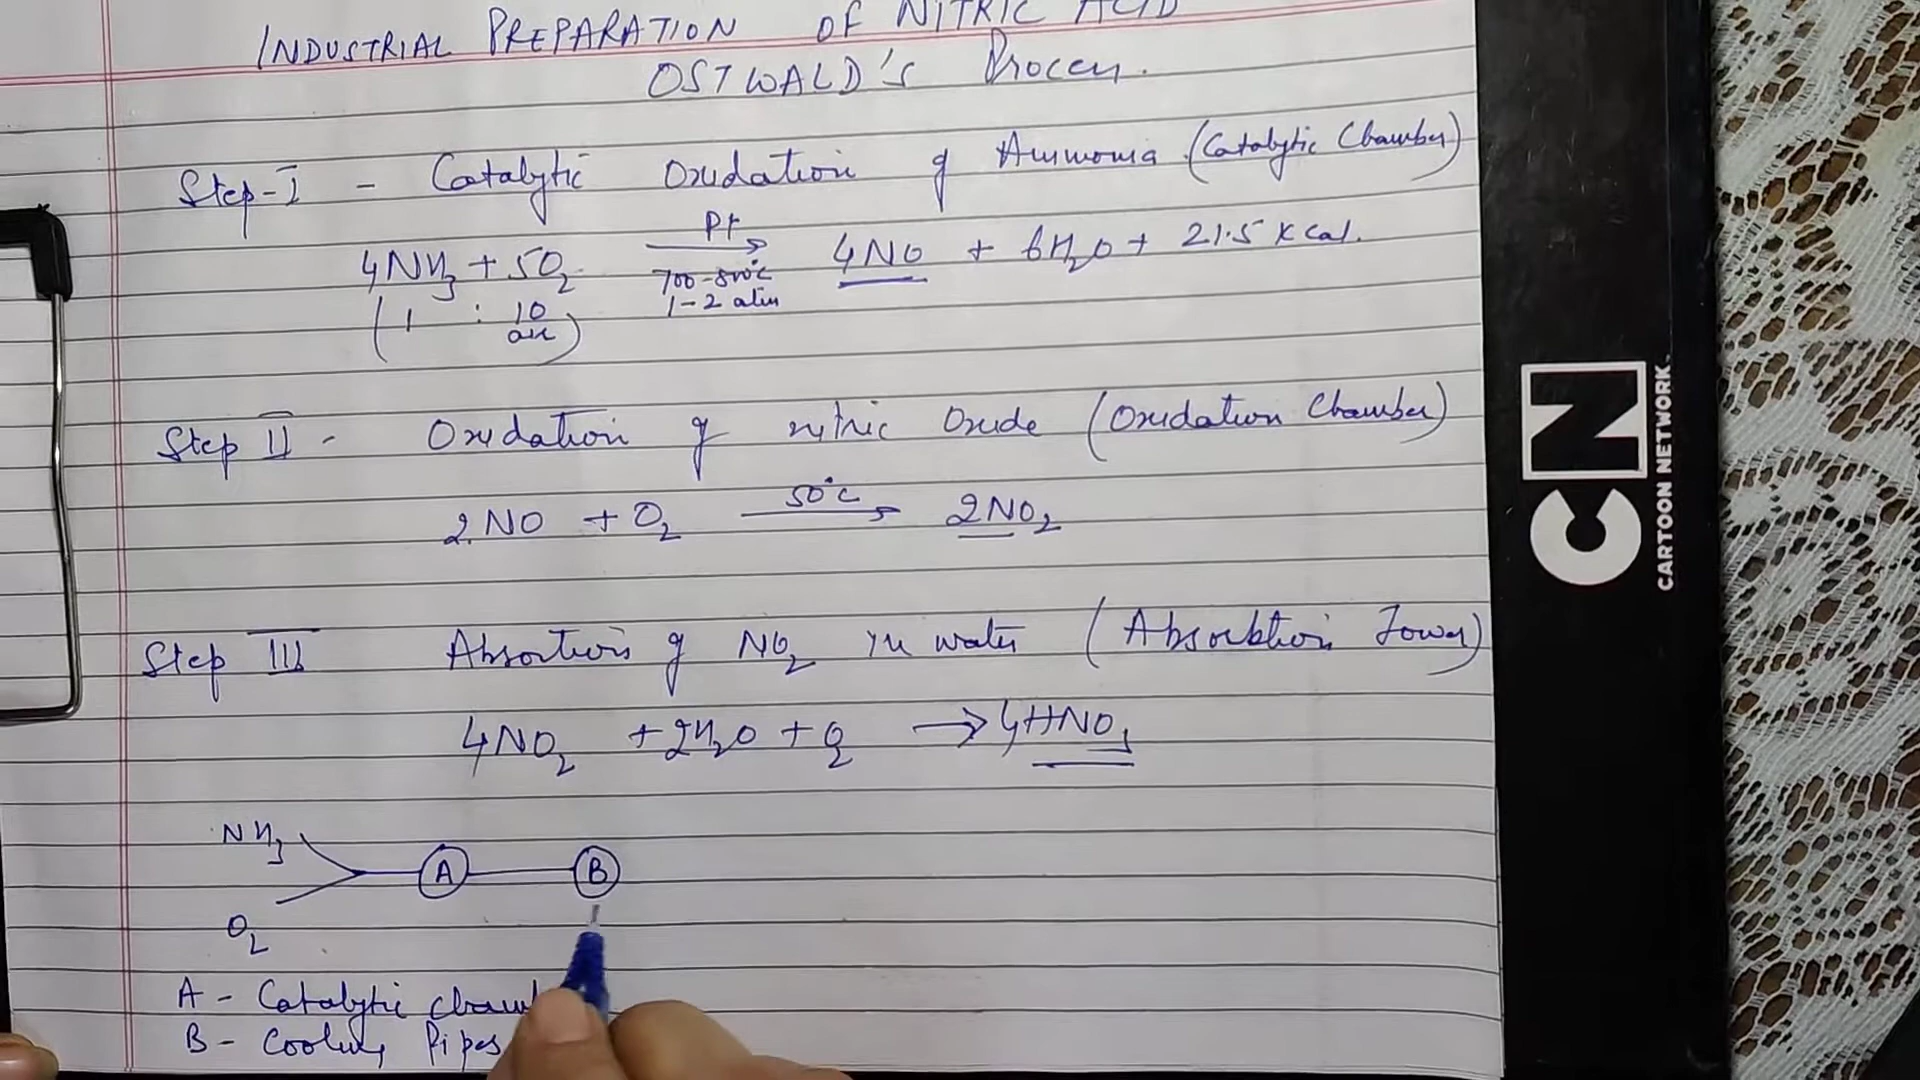 INDUSTRIAL PREPARATION OF NITRIC ACID
OSTWALD'S Process.
Step-I - Catalytic Oxidation of Ammonia (Catalytic Chamber)
4NH₃ + 5O₂ Pt 700-800°C 1-2 atm → 4NO + 6H₂O + 21.5 K Cal.
(1 : 10 air)
Step II - Oxidation of nitric Oxide (Oxidation Chamber)
2NO + O₂ 50°C → 2NO₂
Step III Absortion of NO₂ in water (Absorbtion Tower)
4NO₂ + 2H₂O + O₂ → 4HNO₃
NH₃
A B
O₂
A - Catalytic
B - Cooling Pipes
CN
CARTOON NETWORK.